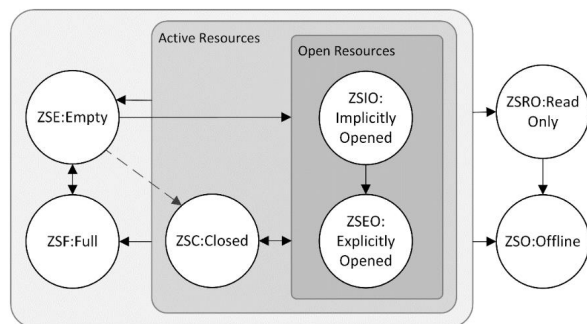 Active Resources
Open Resources
ZSE:Empty
ZSIO:
Implicitly
Opened
ZSRO:Read
Only
ZSF:Full
ZSC:Closed
ZSEO:
Explicitly
Opened
ZSO:Offline